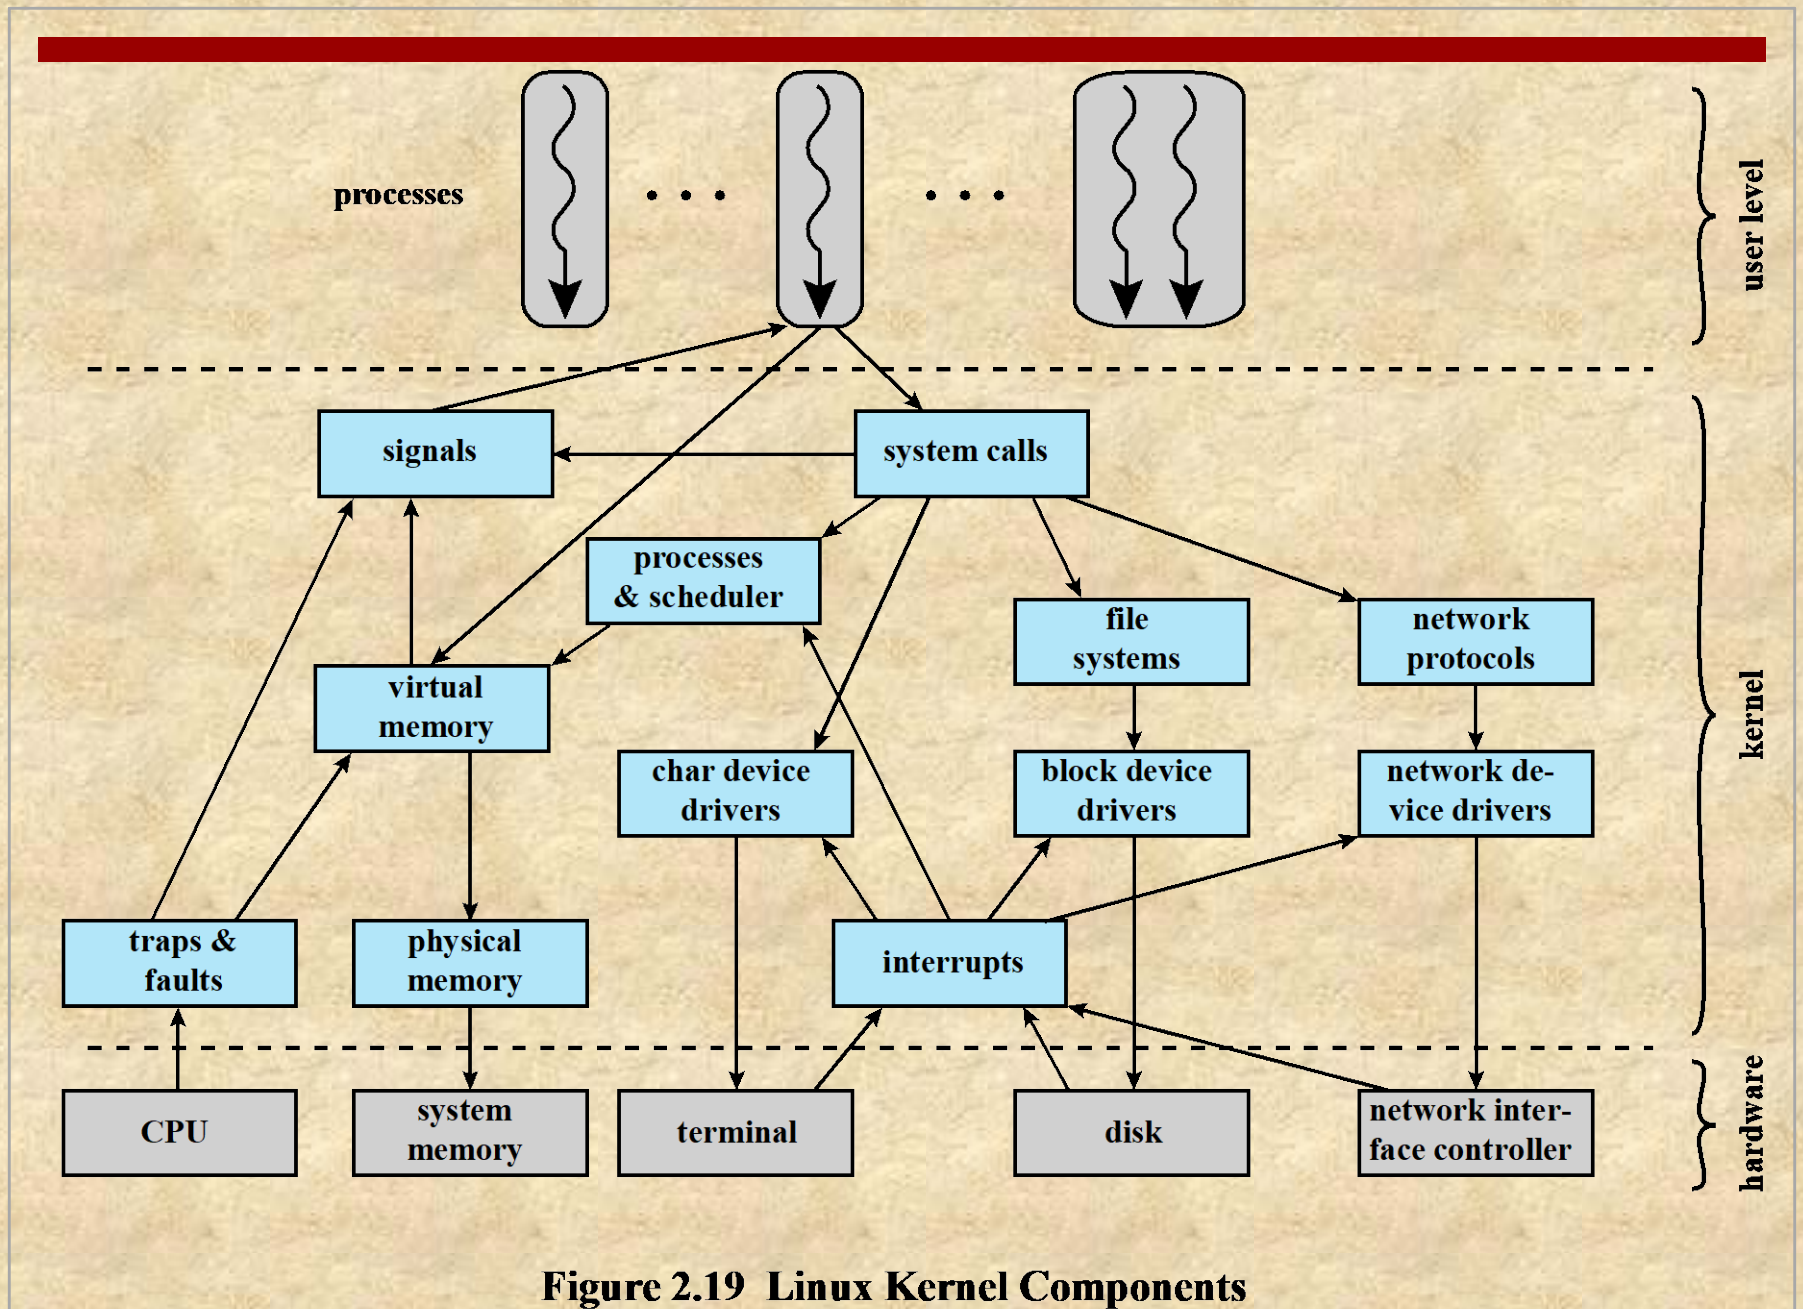 processes
user level
signals
system calls
processes
& scheduler
file
systems
network
protocols
virtual
memory
kernel
char device
drivers
block device
drivers
network de-
vice drivers
traps &
faults
physical
memory
interrupts
CPU
system
memory
terminal
disk
network inter-
face controller
hardware
Figure 2.19 Linux Kernel Components